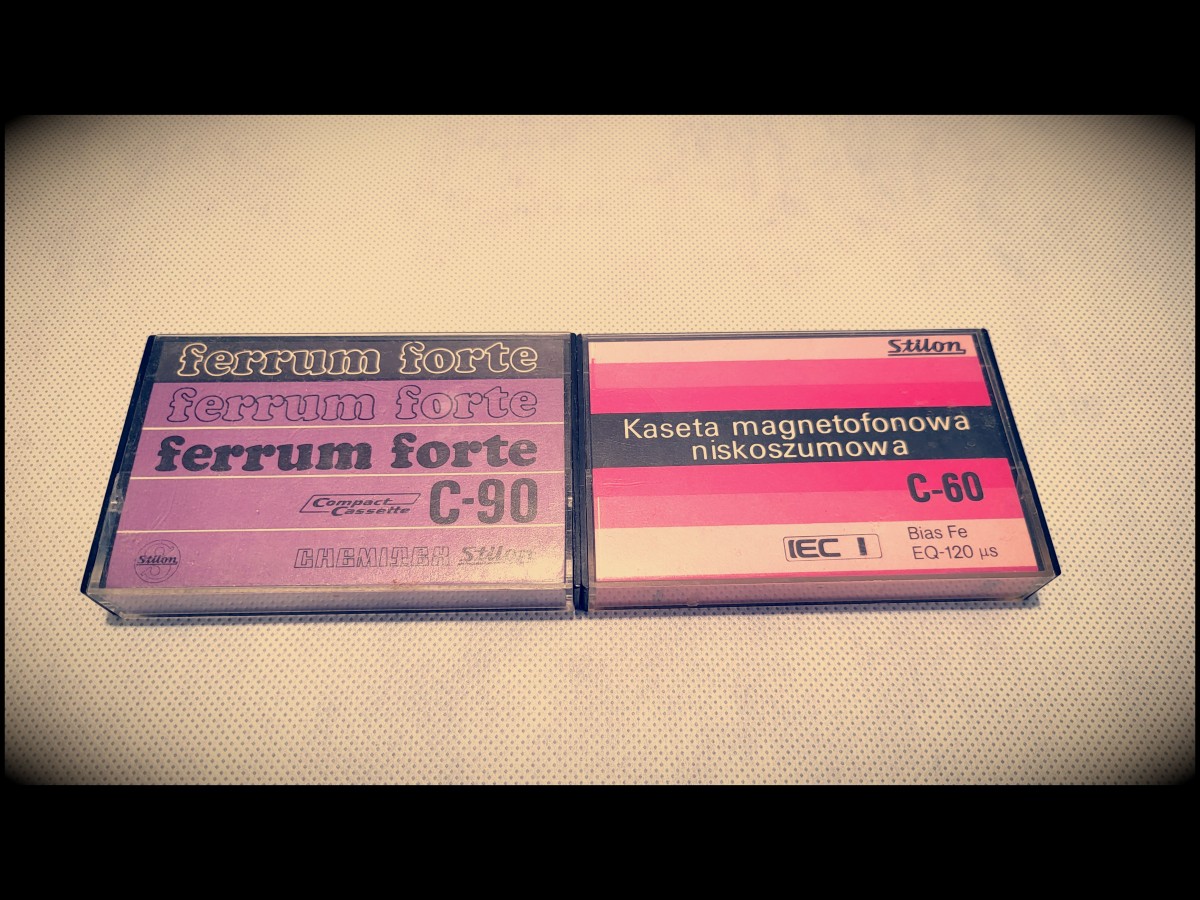 ferrum forte
ferrum forte
ferrum forte
Compact
Cassette
C-90
Stilon
CHEMITEX Stilon
Stilon
Kaseta magnetofonowa
niskoszumowa
C-60
IEC I
Bias Fe
EQ-120 μs